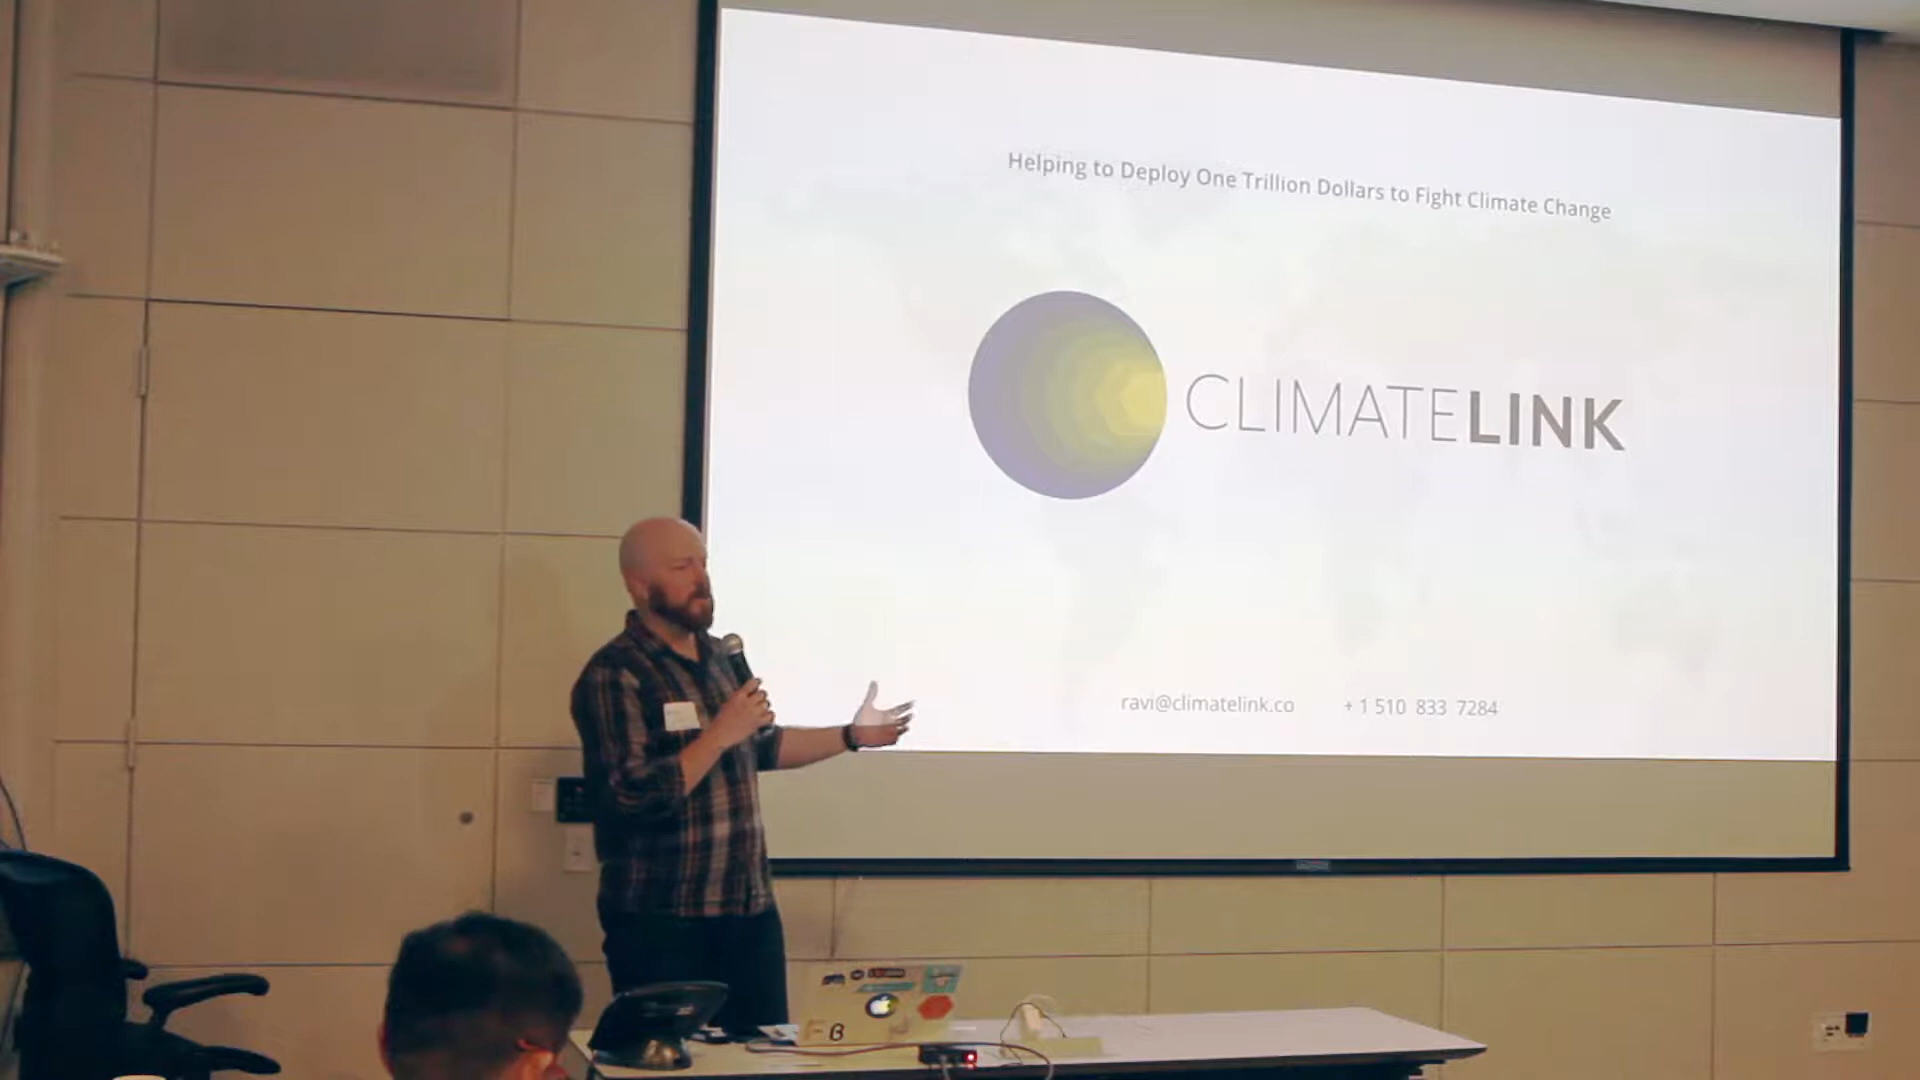 Helping to Deploy One Trillion Dollars to Fight Climate Change
CLIMATELINK
ravi@climatelink.co
+ 1 510 833 7284